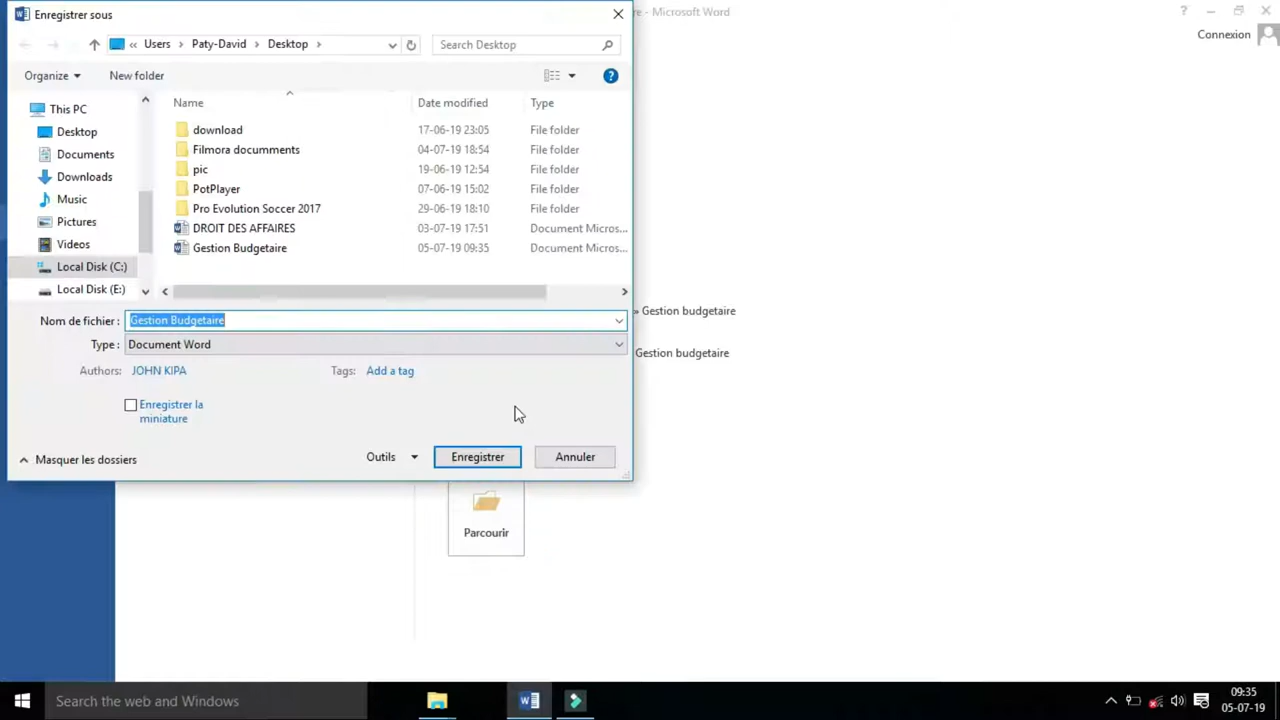 Enregistrer sous
re - Microsoft Word
?
Connexion
« Users > Paty-David > Desktop >
Search Desktop
Organize
New folder
?
This PC
Desktop
Documents
Downloads
Music
Pictures
Videos
Local Disk (C:)
Local Disk (E:)
Name Date modified Type
download 17-06-19 23:05 File folder
Filmora documments 04-07-19 18:54 File folder
pic 19-06-19 12:54 File folder
PotPlayer 07-06-19 15:02 File folder
Pro Evolution Soccer 2017 29-06-19 18:10 File folder
DROIT DES AFFAIRES 03-07-19 17:51 Document Micros...
Gestion Budgetaire 05-07-19 09:35 Document Micros...
Nom de fichier : Gestion Budgetaire
Type : Document Word
Authors: JOHN KIPA
Tags: Add a tag
Enregistrer la
miniature
Masquer les dossiers
Outils
Enregistrer
Annuler
» Gestion budgetaire
Gestion budgetaire
Parcourir
Search the web and Windows
09:35
05-07-19